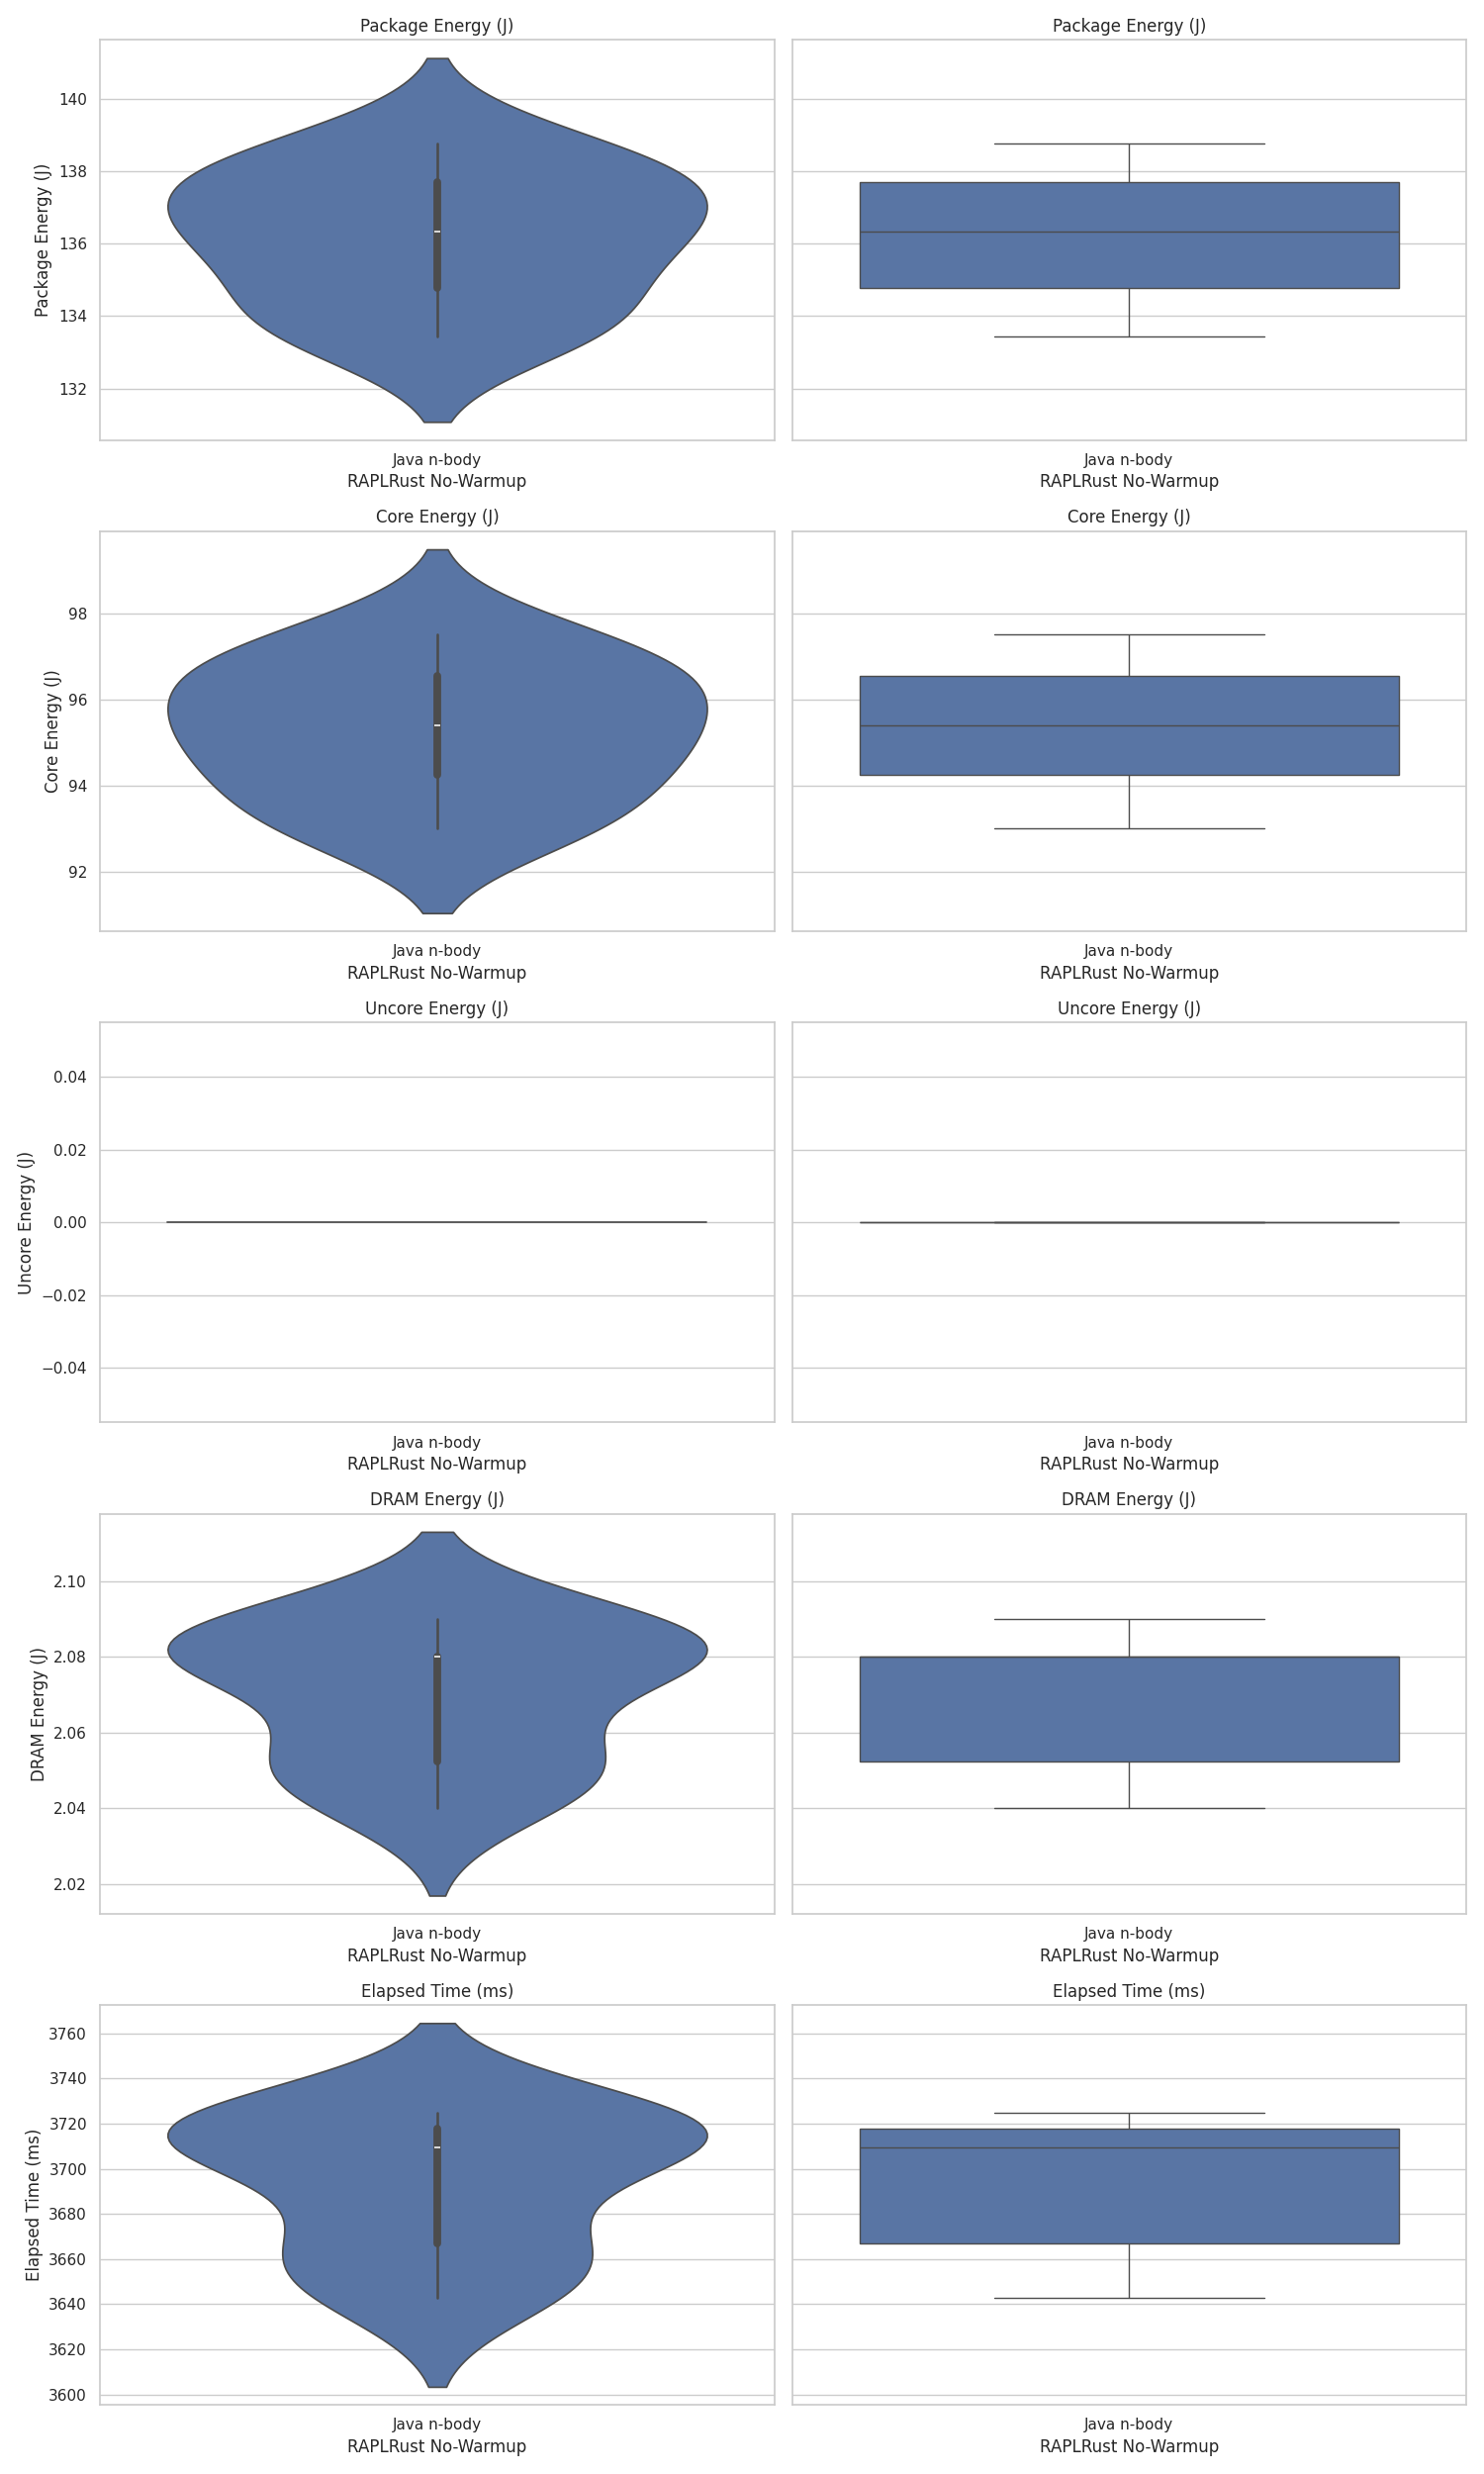 Package Energy (J)
Package Energy (J)
Package Energy (J)
140
138
136
134
132
Java n-body
RAPLRust No-Warmup
Java n-body
RAPLRust No-Warmup
Core Energy (J)
Core Energy (J)
Core Energy (J)
98
96
94
92
Java n-body
RAPLRust No-Warmup
Java n-body
RAPLRust No-Warmup
Uncore Energy (J)
Uncore Energy (J)
Uncore Energy (J)
0.04
0.02
0.00
−0.02
−0.04
Java n-body
RAPLRust No-Warmup
Java n-body
RAPLRust No-Warmup
DRAM Energy (J)
DRAM Energy (J)
DRAM Energy (J)
2.10
2.08
2.06
2.04
2.02
Java n-body
RAPLRust No-Warmup
Java n-body
RAPLRust No-Warmup
Elapsed Time (ms)
Elapsed Time (ms)
Elapsed Time (ms)
3760
3740
3720
3700
3680
3660
3640
3620
3600
Java n-body
RAPLRust No-Warmup
Java n-body
RAPLRust No-Warmup